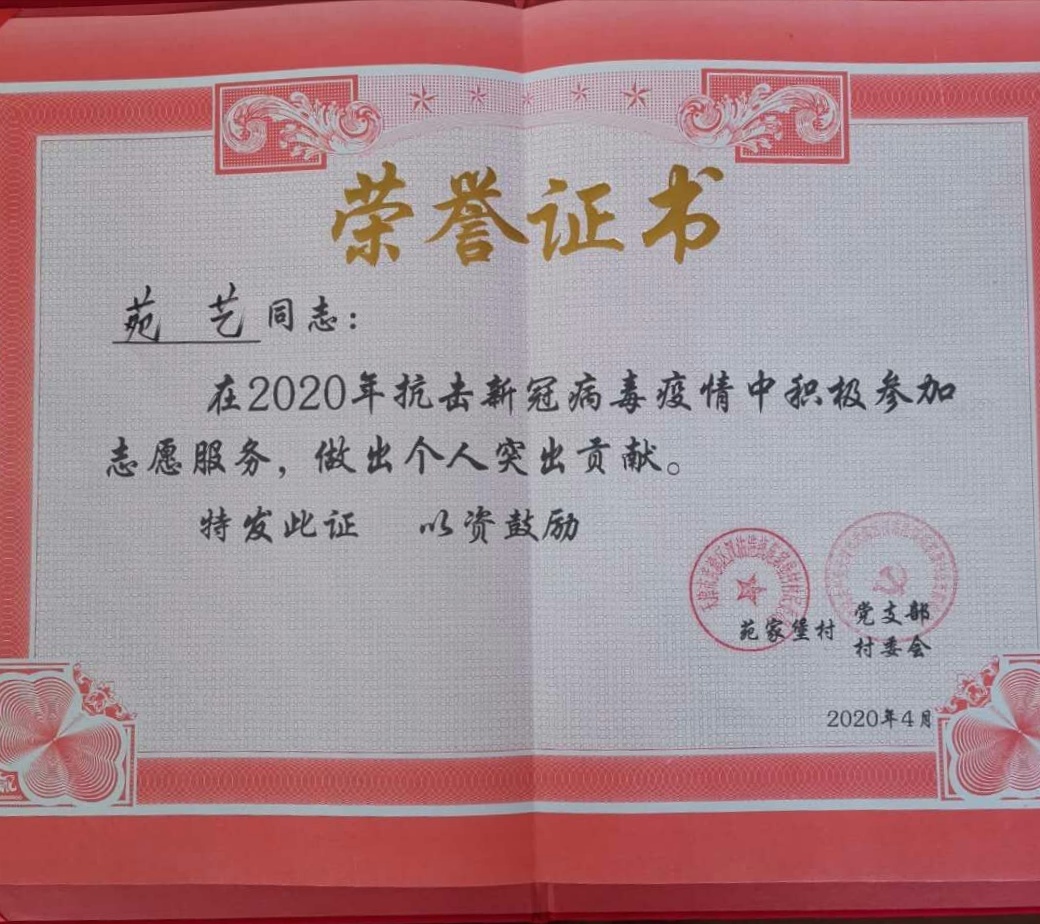 荣誉证书
苑 艺 同志：
在2020年抗击新冠病毒疫情中积极参加
志愿服务，做出个人突出贡献。
特发此证 以资鼓励
苑家堡村 党支部
村委会
2020年4月